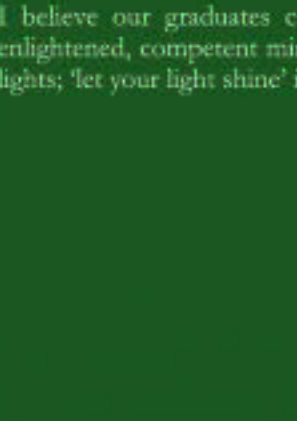 I believe our graduates c
enlightened, competent mi
lights; 'let your light shine' i